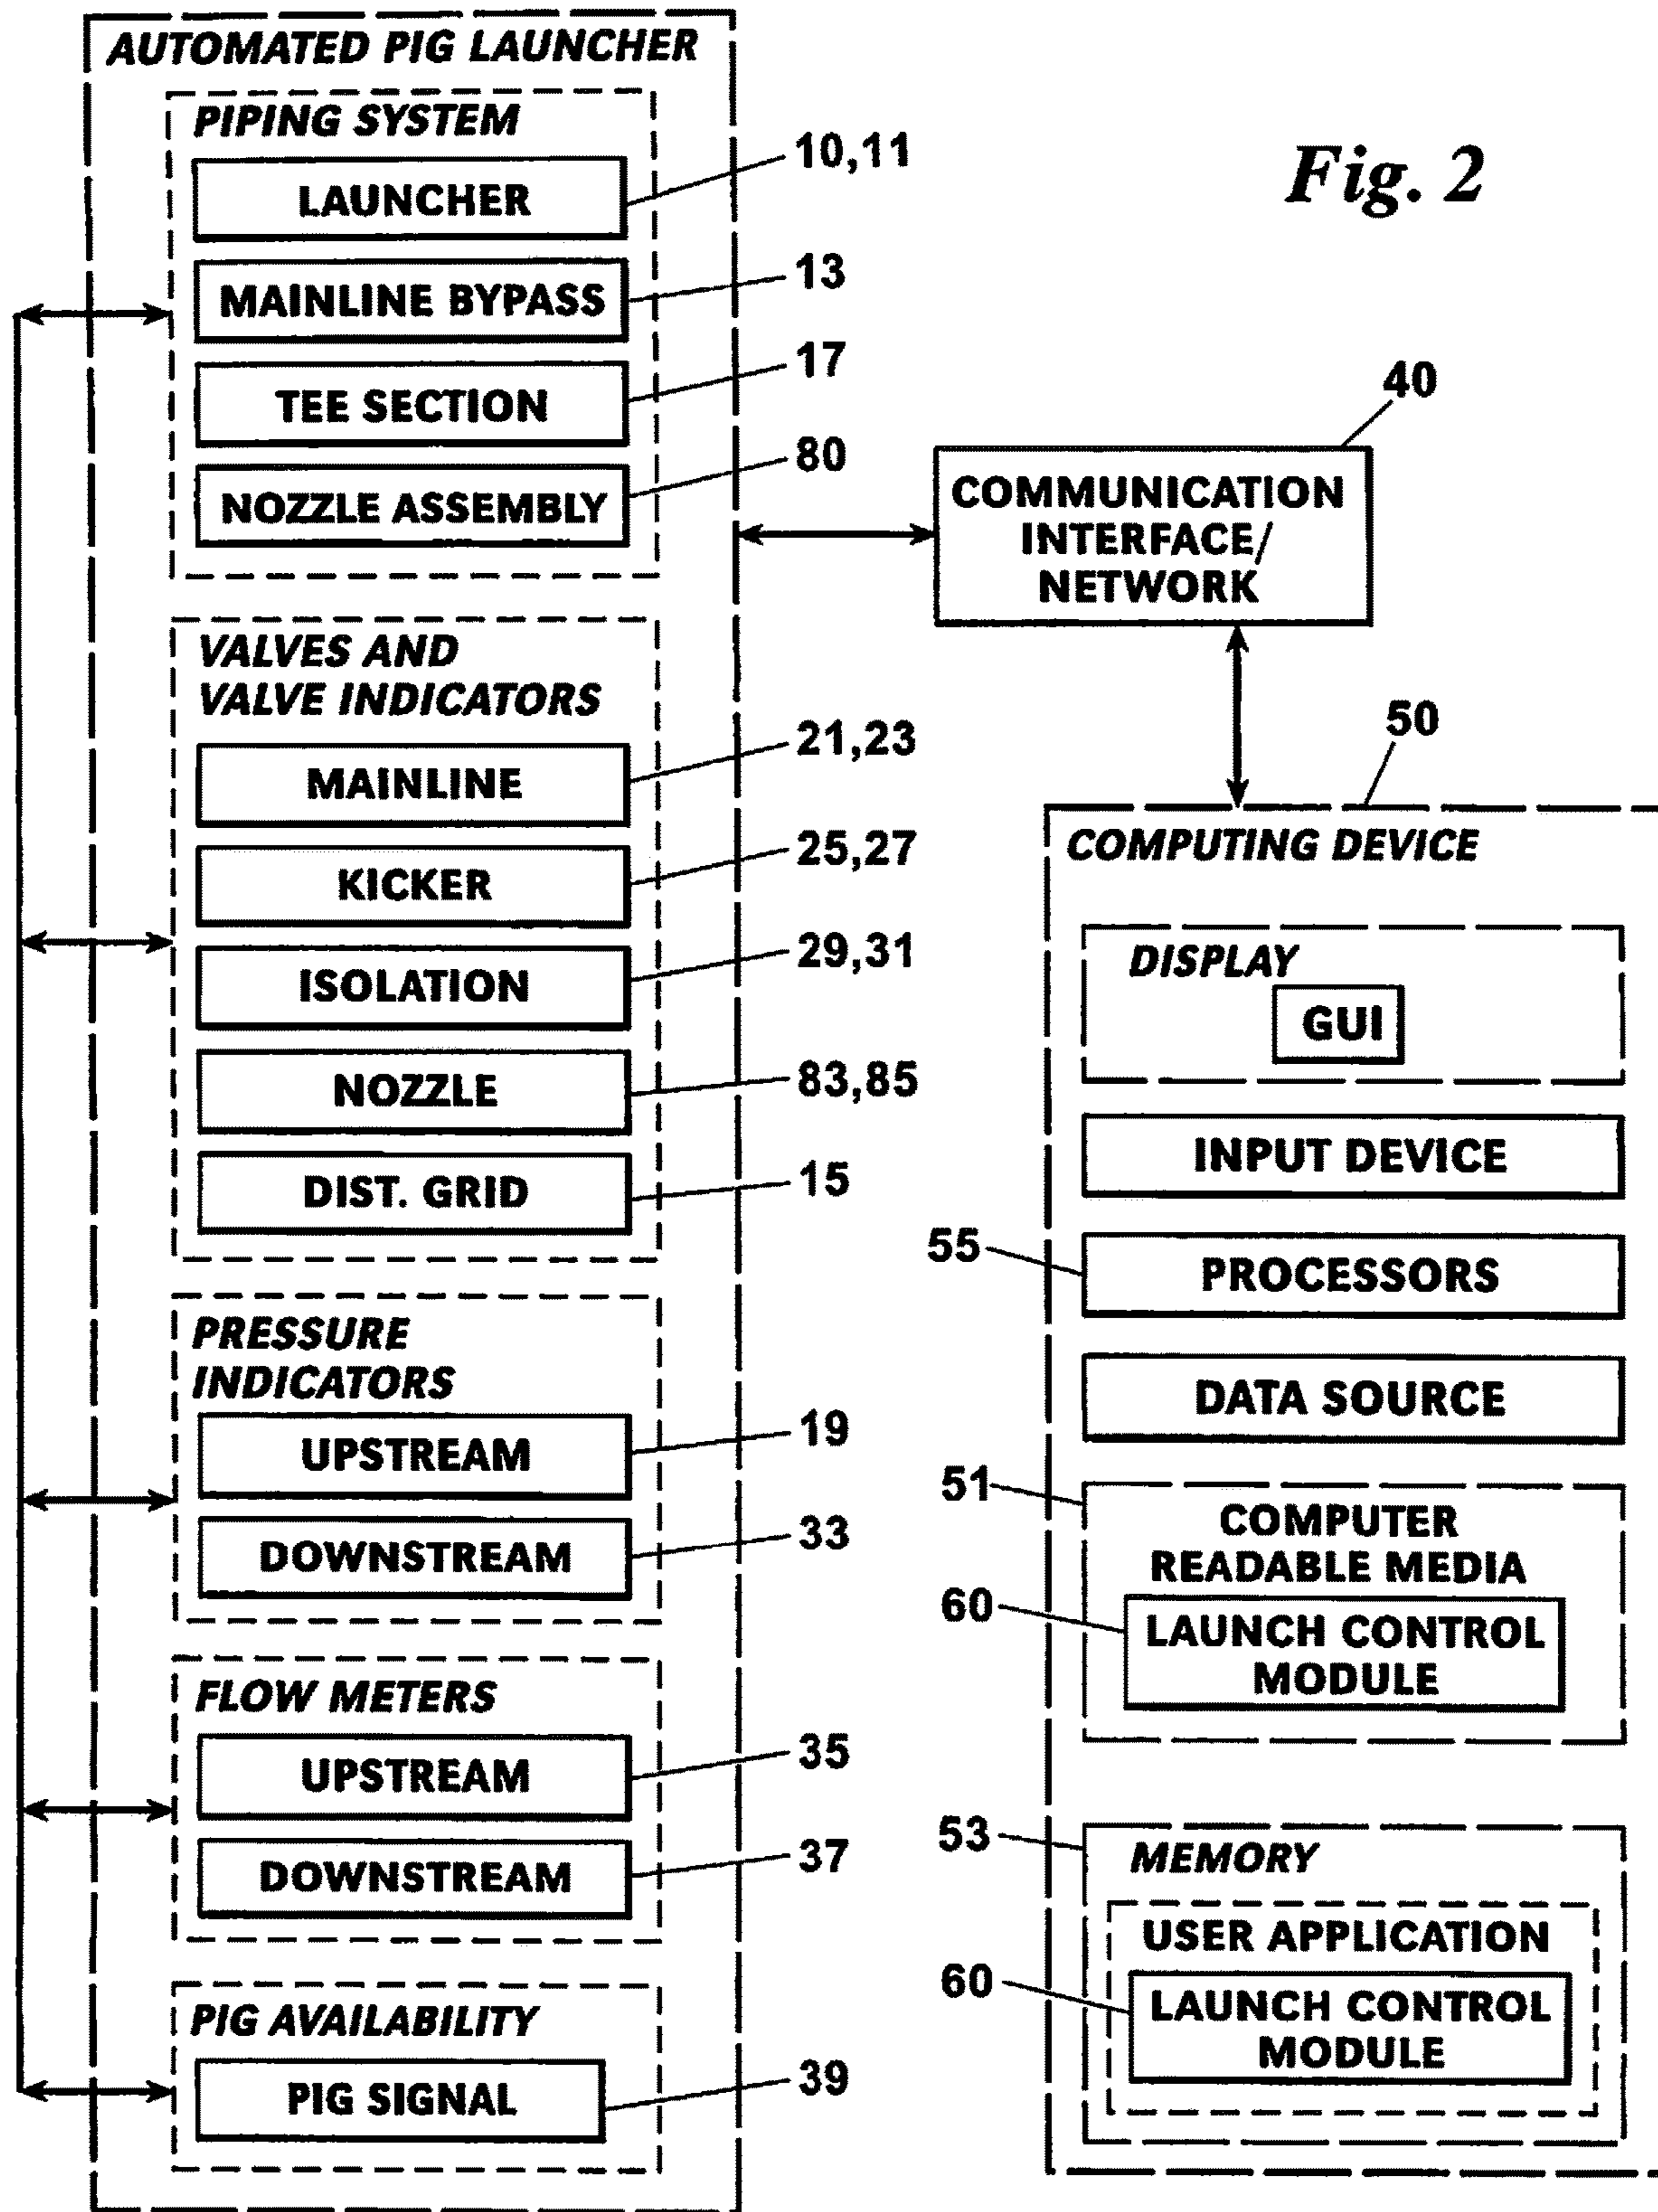 Fig. 2
AUTOMATED PIG LAUNCHER
PIPING SYSTEM
LAUNCHER
10,11
MAINLINE BYPASS
13
TEE SECTION
17
NOZZLE ASSEMBLY
80
VALVES AND
VALVE INDICATORS
MAINLINE
21,23
KICKER
25,27
ISOLATION
29,31
NOZZLE
83,85
DIST. GRID
15
PRESSURE
INDICATORS
UPSTREAM
19
DOWNSTREAM
33
FLOW METERS
UPSTREAM
35
DOWNSTREAM
37
PIG AVAILABILITY
PIG SIGNAL
39
40
COMMUNICATION
INTERFACE/
NETWORK
50
COMPUTING DEVICE
DISPLAY
GUI
INPUT DEVICE
55
PROCESSORS
DATA SOURCE
51
COMPUTER
READABLE MEDIA
60
LAUNCH CONTROL
MODULE
53
MEMORY
USER APPLICATION
60
LAUNCH CONTROL
MODULE